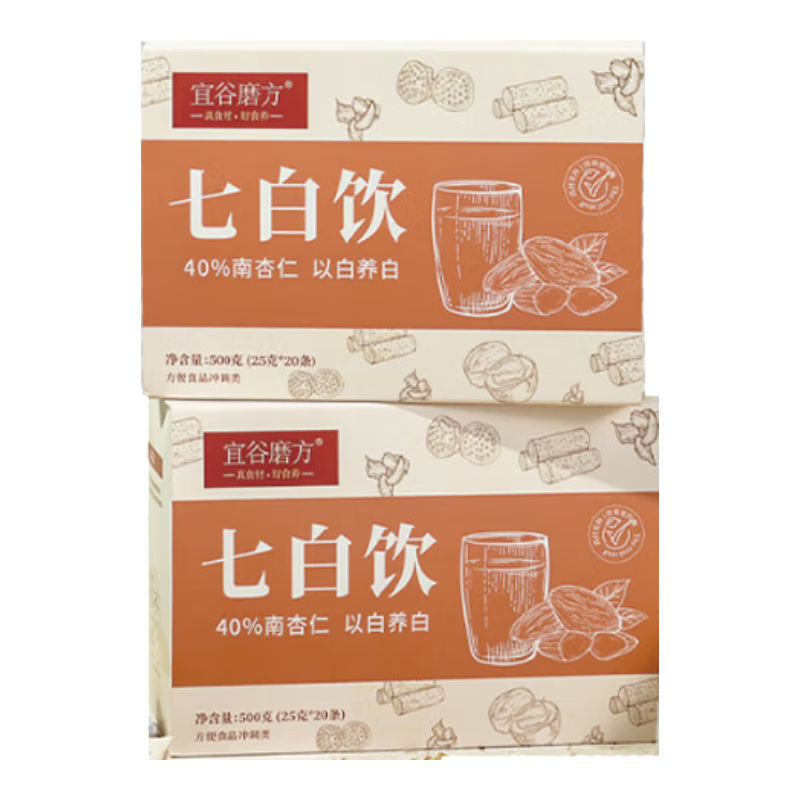 宜谷磨方®
真食材·好食养
七白饮
40%南杏仁 以白养白
净含量:500克 (25克*20条)
方便食品冲调类
宜谷磨方®
真食材·好食养
七白饮
40%南杏仁 以白养白
净含量:500克 (25克*20条)
方便食品冲调类